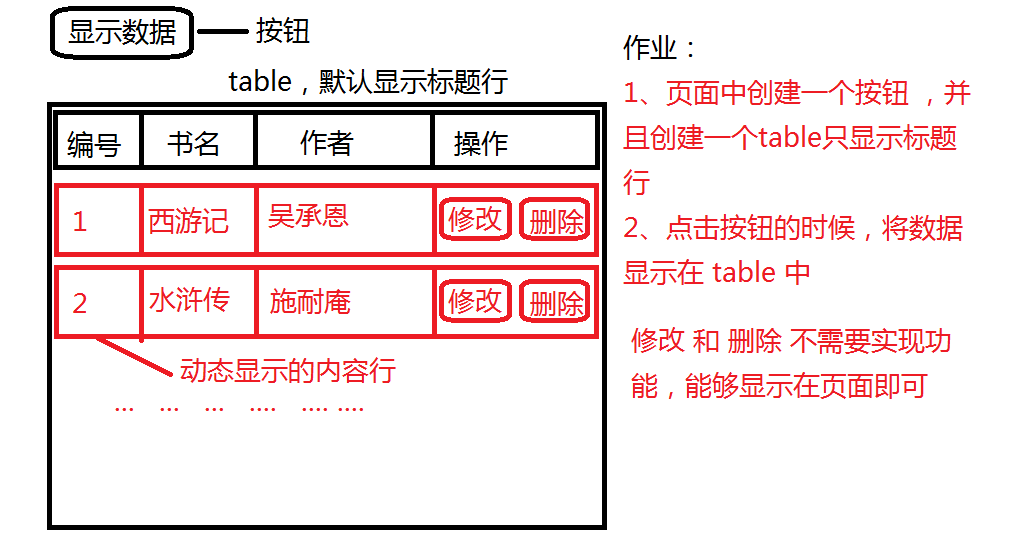 显示数据
按钮
table，默认显示标题行
编号 书名 作者 操作
1 西游记 吴承恩 修改 删除
2 水浒传 施耐庵 修改 删除
动态显示的内容行
... ... ... .... .... ....
作业：
1、页面中创建一个按钮 ，并
且创建一个table只显示标题
行
2、点击按钮的时候，将数据
显示在 table 中
修改 和 删除 不需要实现功
能，能够显示在页面即可